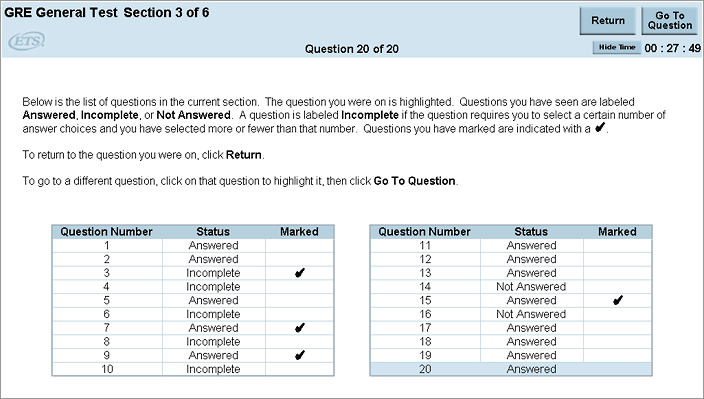 GRE General Test Section 3 of 6
Return
Go To
Question
ETS
Question 20 of 20
Hide Time 00 : 27 : 49
Below is the list of questions in the current section. The question you were on is highlighted. Questions you have seen are labeled
Answered, Incomplete, or Not Answered. A question is labeled Incomplete if the question requires you to select a certain number of
answer choices and you have selected more or fewer than that number. Questions you have marked are indicated with a ✔.
To return to the question you were on, click Return.
To go to a different question, click on that question to highlight it, then click Go To Question.
Question Number Status Marked
1 Answered
2 Answered
3 Incomplete ✔
4 Incomplete
5 Answered
6 Incomplete
7 Answered ✔
8 Incomplete
9 Answered ✔
10 Incomplete
Question Number Status Marked
11 Answered
12 Answered
13 Answered
14 Not Answered
15 Answered ✔
16 Not Answered
17 Answered
18 Answered
19 Answered
20 Answered